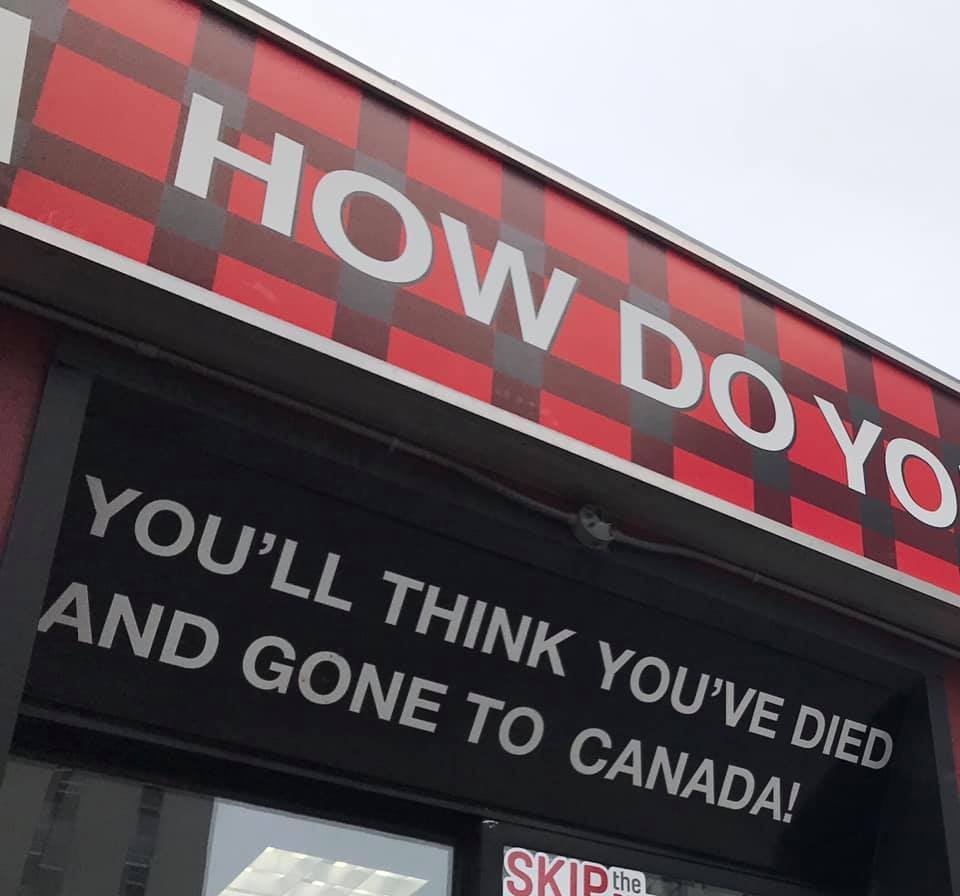 HOW DO YO
YOU'LL THINK YOU'VE DIED
AND GONE TO CANADA!
SKIP the